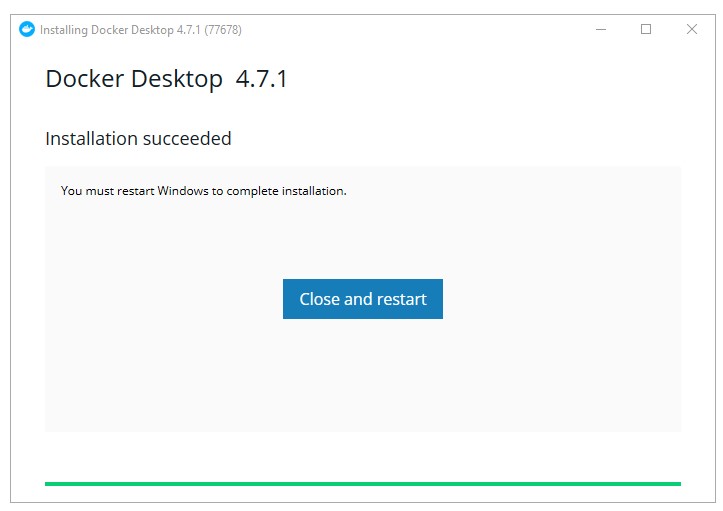 Installing Docker Desktop 4.7.1 (77678)
Docker Desktop 4.7.1
Installation succeeded
You must restart Windows to complete installation.
Close and restart